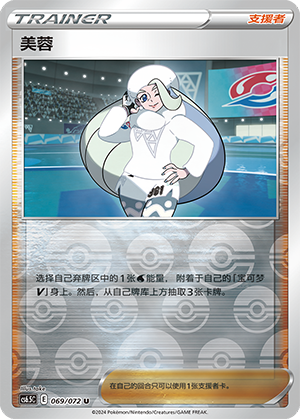 TRAINER 支援者
美蓉
361
选择自己弃牌区中的1张能量,附着于自己的「宝可梦
V」身上。然后,从自己牌库上方抽取3张卡牌。
在自己的回合只可以使用1张支援者卡。
cs6.5C E 069/072 U
©2024 Pokémon/Nintendo/Creatures/GAME FREAK.